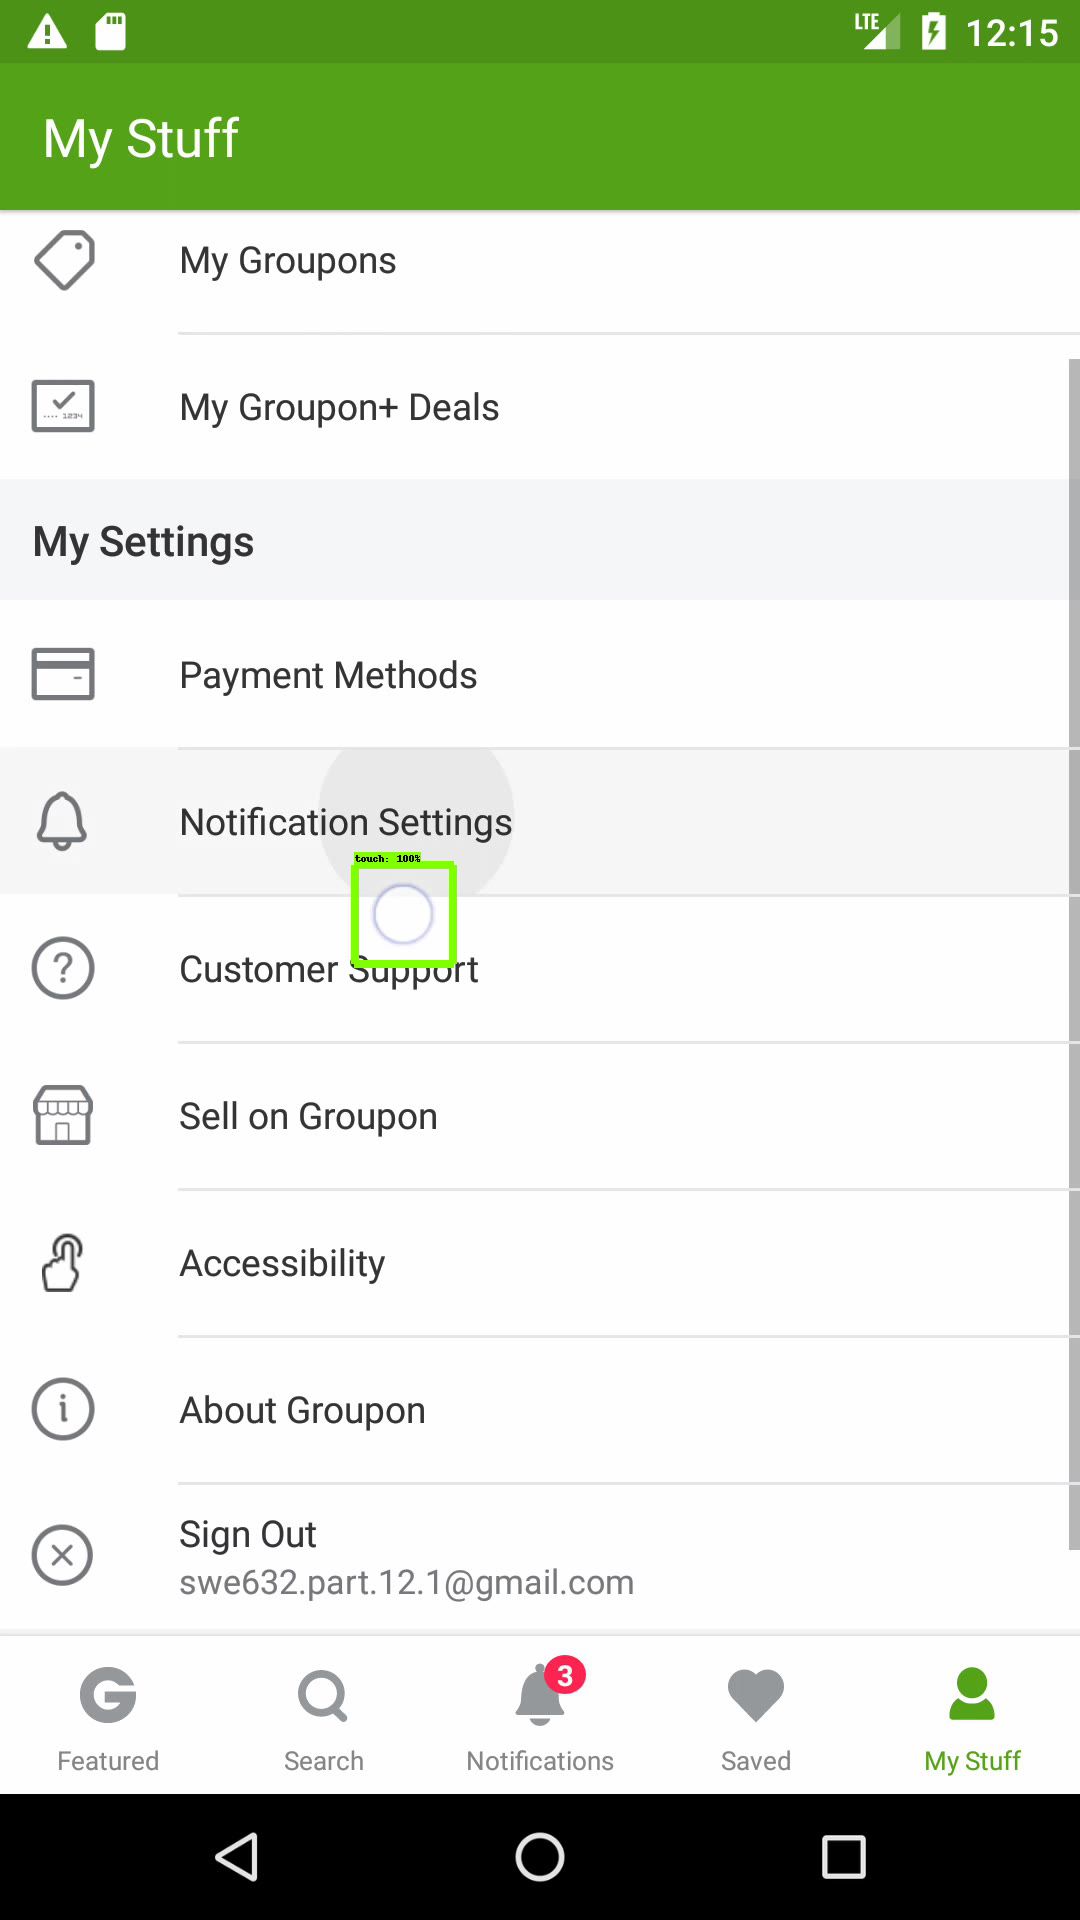 LTE 12:15
My Stuff
My Groupons
1234
My Groupon+ Deals
My Settings
Payment Methods
Notification Settings
touch: 100%
Customer Support
Sell on Groupon
Accessibility
About Groupon
Sign Out
swe632.part.12.1@gmail.com
3
Featured Search Notifications Saved My Stuff